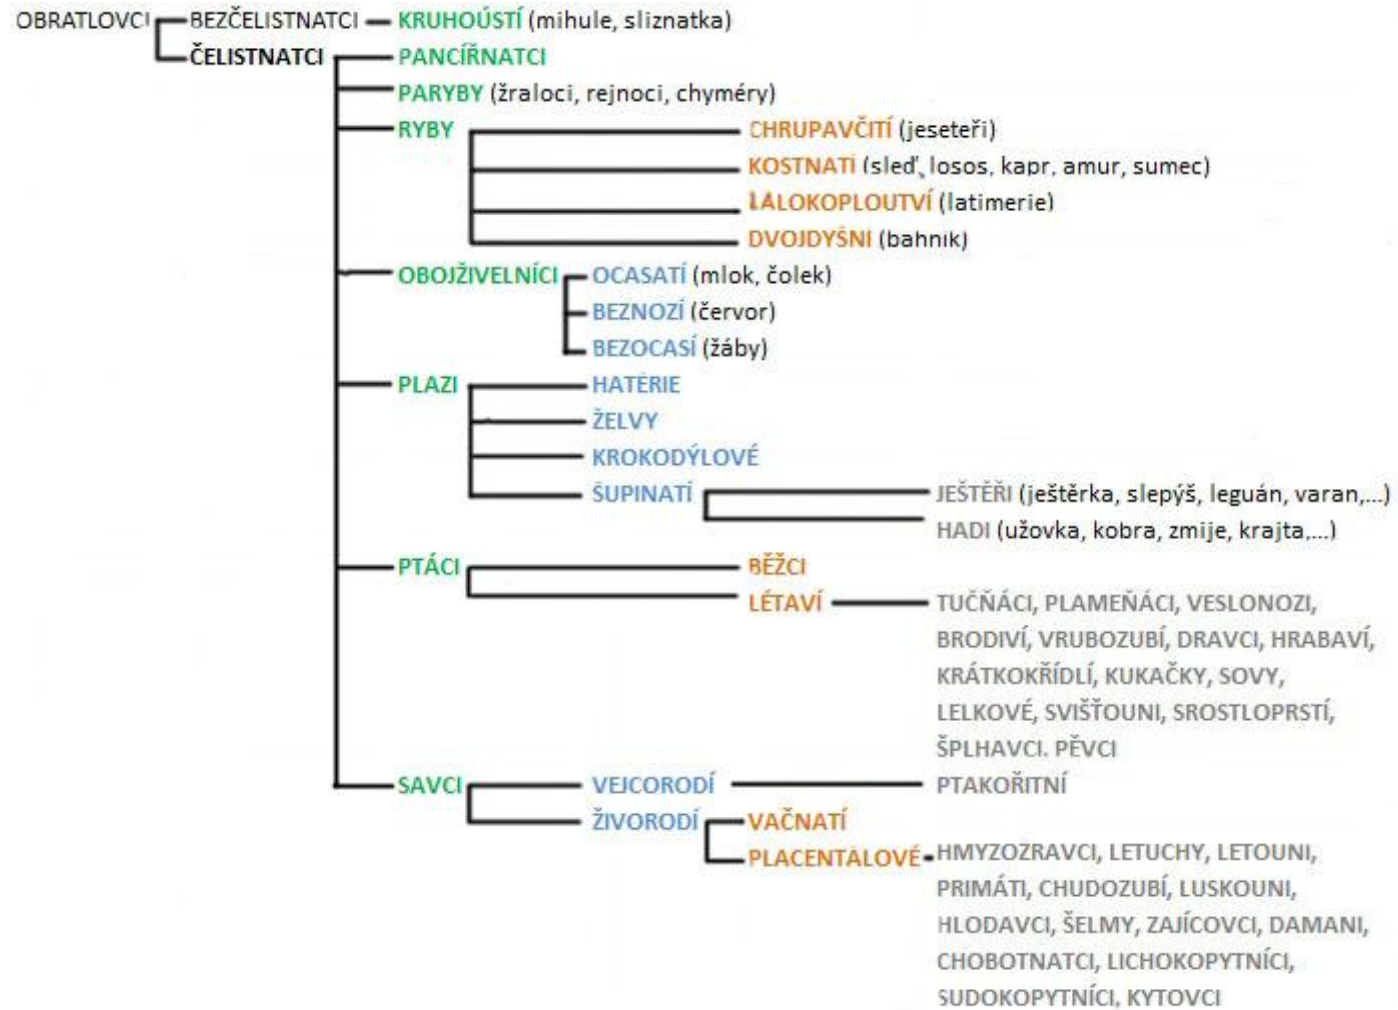 OBRATLOVCI BEZČELISTNATCI KRUHOÚSTÍ (mihule, sliznatka)
ČELISTNATCI PANCÍŘNATCI
PARYBY (žraloci, rejnoci, chyméry)
RYBY CHRUPAVČITÍ (jeseteři)
KOSTNATÍ (sleď, losos, kapr, amur, sumec)
LALOKOPLOUTVÍ (latimerie)
DVOJDYŠNI (bahnik)
OBOJŽIVELNÍCI OCASATÍ (mlok, čolek)
BEZNOZÍ (červor)
BEZOCASÍ (žáby)
PLAZI HATÉRIE
ŽELVY
KROKODÝLOVÉ
ŠUPINATÍ JEŠTĚŘI (ještěrka, slepýš, leguán, varan,...)
HADI (užovka, kobra, zmije, krajta,...)
PTÁCI BĚŽCI
LÉTAVÍ TUČŇÁCI, PLAMEŇÁCI, VESLONOZI,
BRODIVÍ, VRUBOZUBÍ, DRAVCI, HRABAVÍ,
KRÁTKOKŘÍDLÍ, KUKAČKY, SOVY,
LELKOVÉ, SVIŠŤOUNI, SROSTLOPRSTÍ,
ŠPLHAVCI. PĚVCI
SAVCI VEJCORODÍ PTAKOŘITNÍ
ŽIVORODÍ VAČNATÍ
PLACENTÁLOVÉ HMYZOZRAVCI, LETUCHY, LETOUNI,
PRIMÁTI, CHUDOZUBÍ, LUSKOUNI,
HLODAVCI, ŠELMY, ZAJÍCOVCI, DAMANI,
CHOBOTNATCI, LICHOKOPYTNÍCI,
SUDOKOPYTNÍCI, KYTOVCI